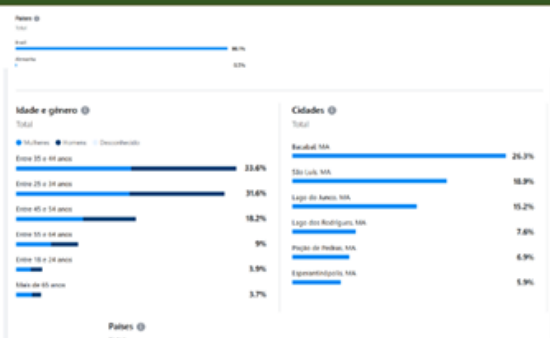 Países
Total
Brasil
Alemanha
0.5%
Idade e gênero
Total
Mulheres Homens Desconhecido
Entre 35 e 44 anos
33.6%
Entre 25 e 34 anos
31.6%
Entre 45 e 54 anos
18.2%
Entre 55 e 64 anos
9%
Entre 18 e 24 anos
3.9%
Mais de 65 anos
3.7%
Cidades
Total
Bacabal, MA
26.3%
São Luís, MA
18.9%
Lago do Junco, MA
15.2%
Lago dos Rodrigues, MA
7.6%
Poção de Pedras, MA
6.9%
Esperantinópolis, MA
5.9%
Países